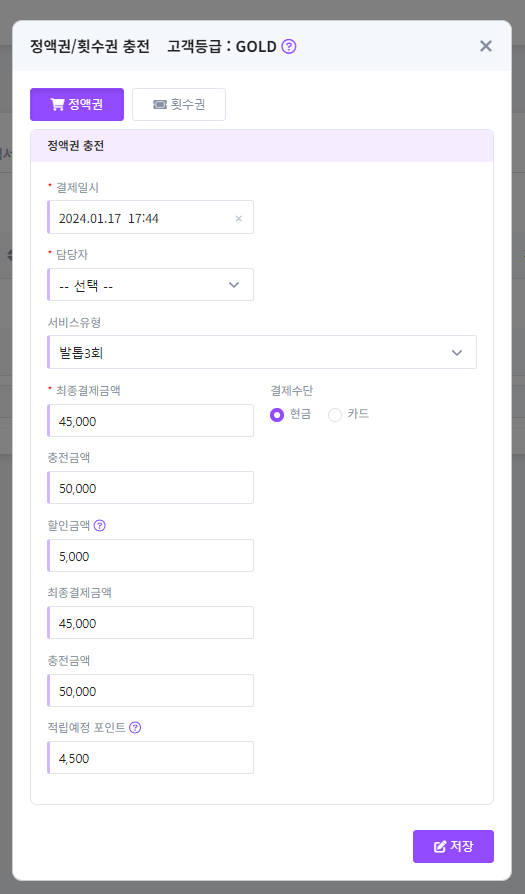 정액권/횟수권 충전 고객등급 : GOLD ?
정액권 횟수권
정액권 충전
* 결제일시
2024.01.17 17:44 ×
* 담당자
-- 선택 --
서비스유형
발톱3회
* 최종결제금액 결제수단
45,000 현금 카드
충전금액
50,000
할인금액 ?
5,000
최종결제금액
45,000
충전금액
50,000
적립예정 포인트 ?
4,500
저장